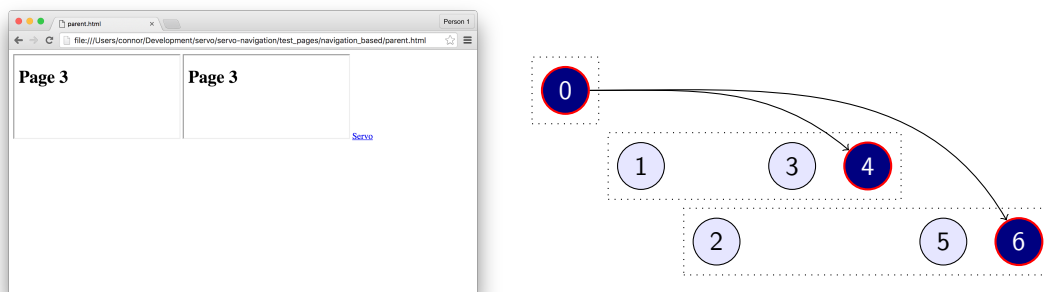 parent.html
Person 1
file:///Users/connor/Development/servo/servo-navigation/test_pages/navigation_based/parent.html
Page 3 Page 3
Servo
0
1 3 4
2 5 6